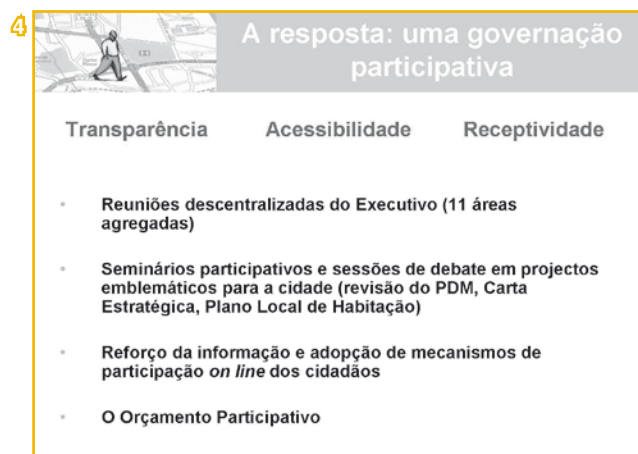 4
A resposta: uma governação
participativa
Transparência Acessibilidade Receptividade
• Reuniões descentralizadas do Executivo (11 áreas
agregadas)
• Seminários participativos e sessões de debate em projectos
emblemáticos para a cidade (revisão do PDM, Carta
Estratégica, Plano Local de Habitação)
• Reforço da informação e adopção de mecanismos de
participação on line dos cidadãos
• O Orçamento Participativo